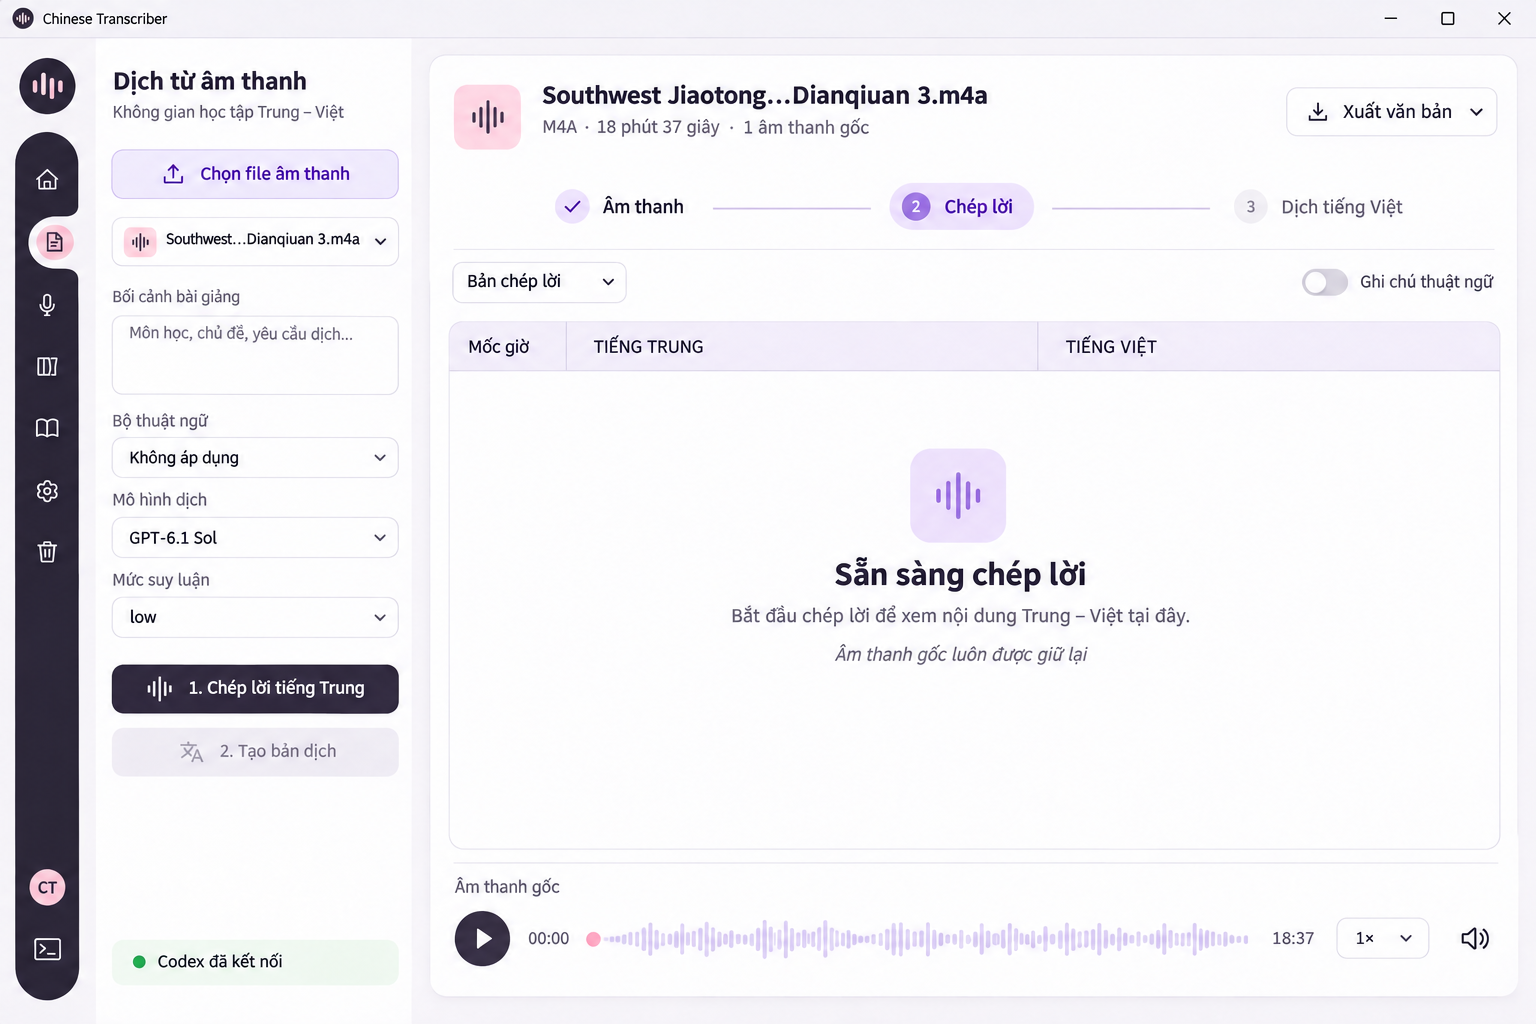 Chinese Transcriber
Dịch từ âm thanh
Không gian học tập Trung – Việt
Chọn file âm thanh
Southwest...Dianqiuan 3.m4a
Bối cảnh bài giảng
Môn học, chủ đề, yêu cầu dịch...
Bộ thuật ngữ
Không áp dụng
Mô hình dịch
GPT-6.1 Sol
Mức suy luận
low
1. Chép lời tiếng Trung
2. Tạo bản dịch
CT
Codex đã kết nối
Southwest Jiaotong...Dianqiuan 3.m4a
M4A · 18 phút 37 giây · 1 âm thanh gốc
Xuất văn bản
Âm thanh
2 Chép lời
3 Dịch tiếng Việt
Bản chép lời
Ghi chú thuật ngữ
Mốc giờ TIẾNG TRUNG TIẾNG VIỆT
Sẵn sàng chép lời
Bắt đầu chép lời để xem nội dung Trung – Việt tại đây.
Âm thanh gốc luôn được giữ lại
Âm thanh gốc
00:00 18:37 1×